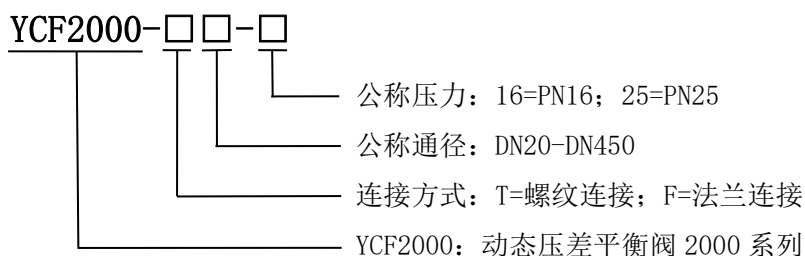 YCF2000-□□-□
公称压力：16=PN16；25=PN25
公称通径：DN20-DN450
连接方式：T=螺纹连接；F=法兰连接
YCF2000：动态压差平衡阀 2000 系列